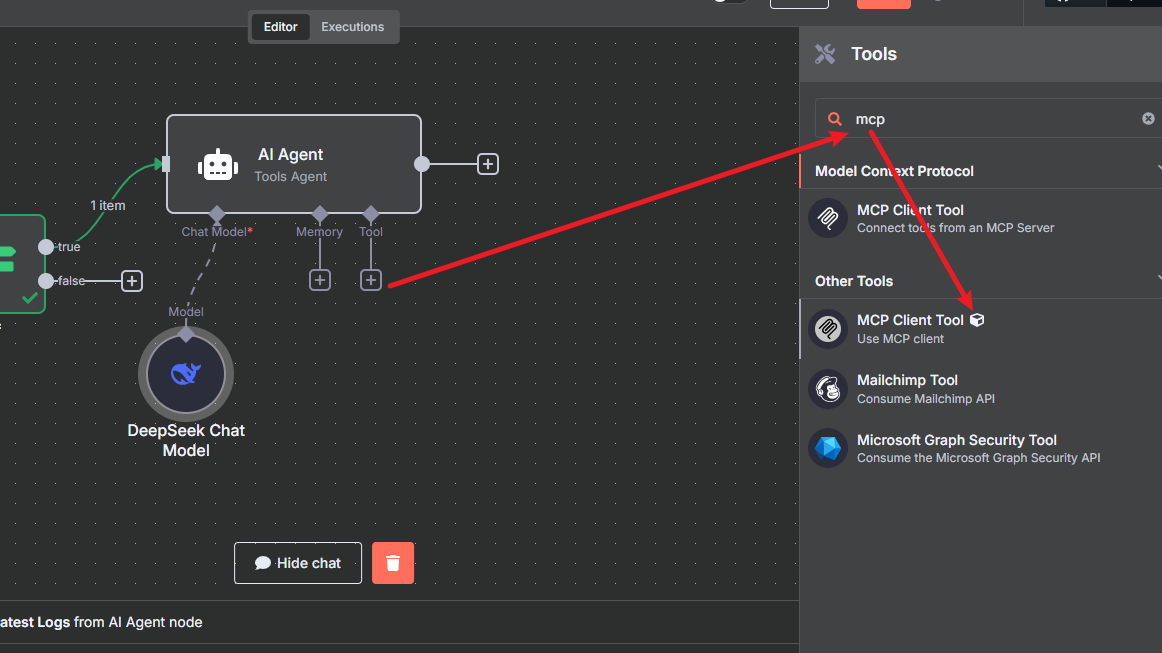 Editor
Executions
Tools
mcp
Model Context Protocol
MCP Client Tool
Connect tools from an MCP Server
Other Tools
MCP Client Tool
Use MCP client
Mailchimp Tool
Consume Mailchimp API
Microsoft Graph Security Tool
Consume the Microsoft Graph Security API
AI Agent
Tools Agent
1 item
true
false
Chat Model*
Memory
Tool
Model
DeepSeek Chat
Model
Hide chat
atest Logs from AI Agent node